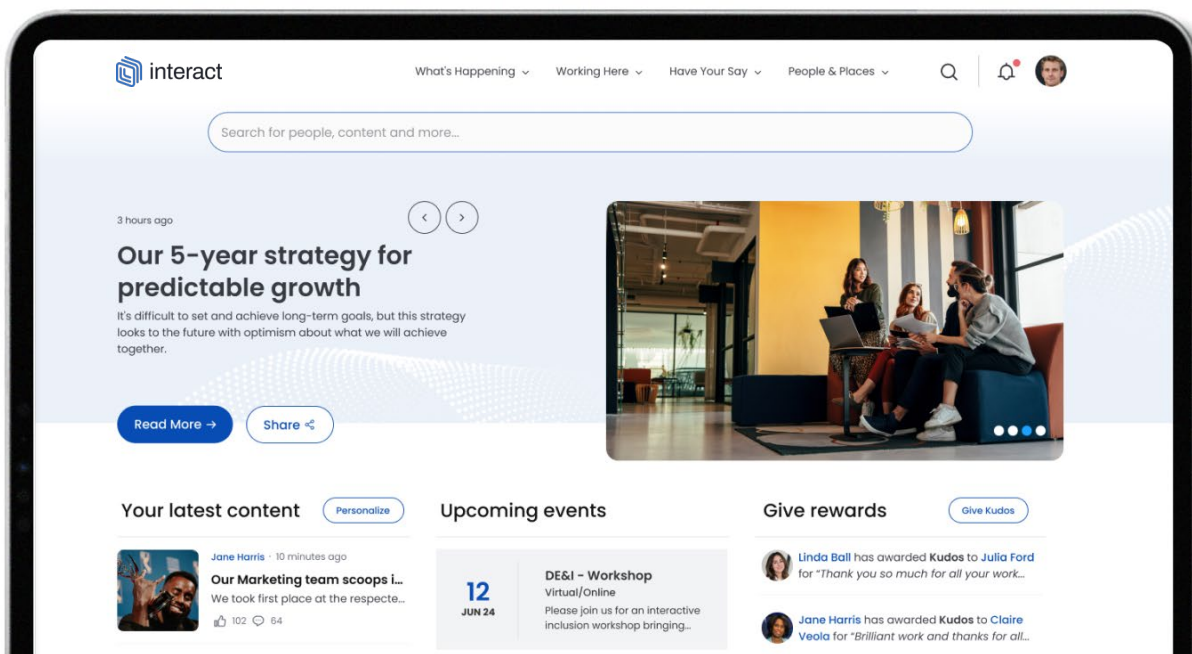 interact
What's Happening
Working Here
Have Your Say
People & Places
Search for people, content and more...
3 hours ago
Our 5-year strategy for
predictable growth
It's difficult to set and achieve long-term goals, but this strategy
looks to the future with optimism about what we will achieve
together.
Read More →
Share
Your latest content
Personalize
Jane Harris · 10 minutes ago
Our Marketing team scoops i...
We took first place at the respecte...
102 64
Upcoming events
12
JUN 24
DE&I - Workshop
Virtual/Online
Please join us for an interactive
inclusion workshop bringing...
Give rewards
Give Kudos
Linda Ball has awarded Kudos to Julia Ford
for "Thank you so much for all your work...
Jane Harris has awarded Kudos to Claire
Veola for "Brilliant work and thanks for all...